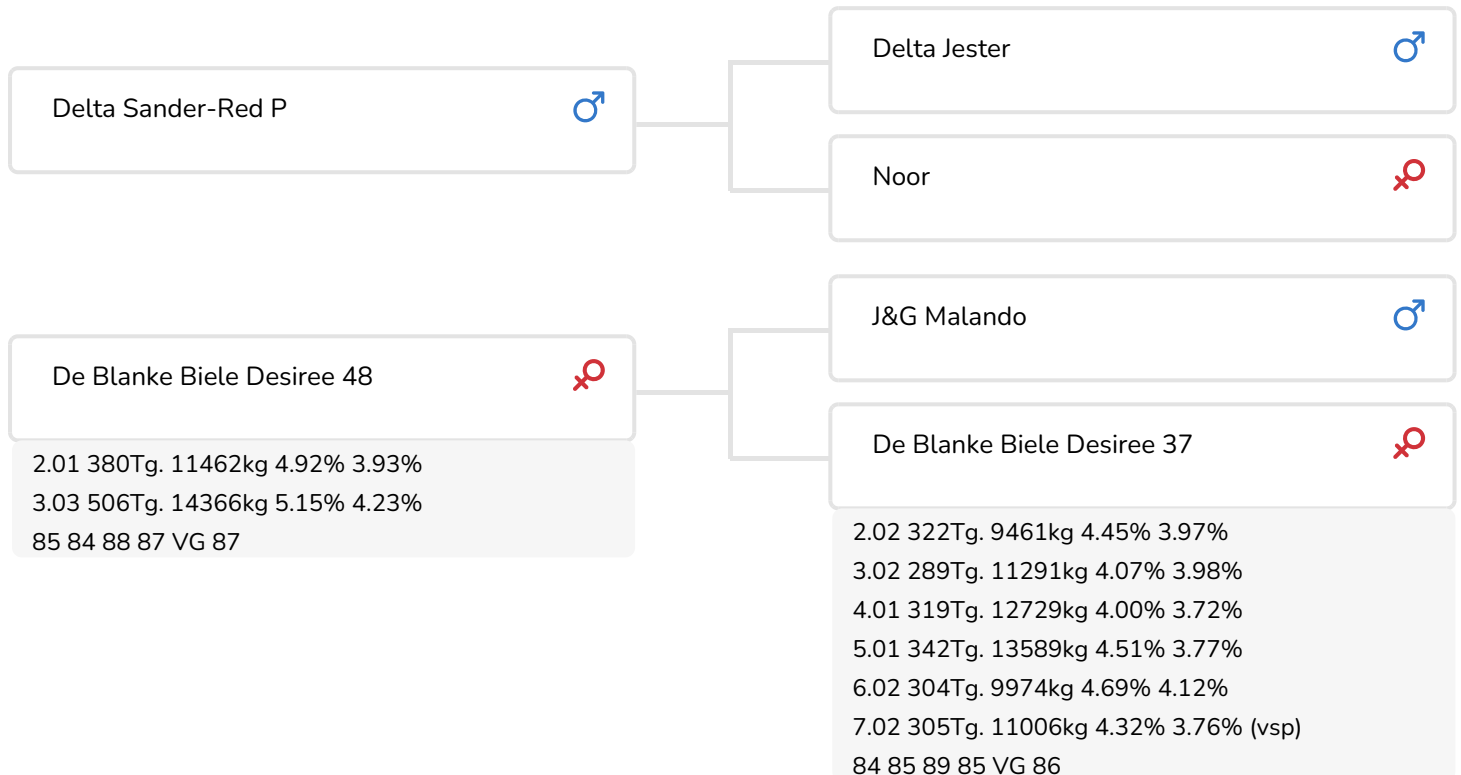 Delta Sander-Red P
Delta Jester
Noor
De Blanke Biele Desiree 48
2.01 380Tg. 11462kg 4.92% 3.93%
3.03 506Tg. 14366kg 5.15% 4.23%
85 84 88 87 VG 87
J&G Malando
De Blanke Biele Desiree 37
2.02 322Tg. 9461kg 4.45% 3.97%
3.02 289Tg. 11291kg 4.07% 3.98%
4.01 319Tg. 12729kg 4.00% 3.72%
5.01 342Tg. 13589kg 4.51% 3.77%
6.02 304Tg. 9974kg 4.69% 4.12%
7.02 305Tg. 11006kg 4.32% 3.76% (vsp)
84 85 89 85 VG 86